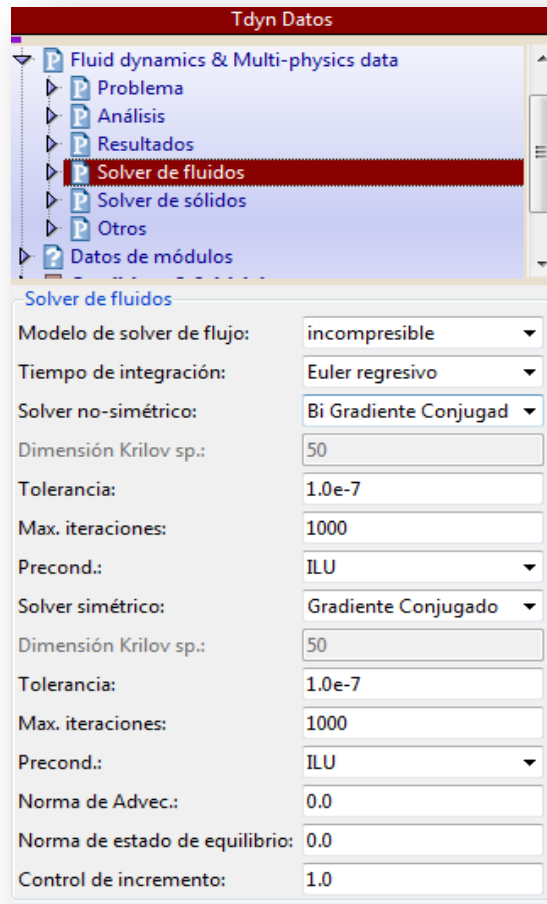 Tdyn Datos
Fluid dynamics & Multi-physics data
Problema
Análisis
Resultados
Solver de fluidos
Solver de sólidos
Otros
Datos de módulos
Solver de fluidos
Modelo de solver de flujo: incompresible
Tiempo de integración: Euler regresivo
Solver no-simétrico: Bi Gradiente Conjugad
Dimensión Krilov sp.: 50
Tolerancia: 1.0e-7
Max. iteraciones: 1000
Precond.: ILU
Solver simétrico: Gradiente Conjugado
Dimensión Krilov sp.: 50
Tolerancia: 1.0e-7
Max. iteraciones: 1000
Precond.: ILU
Norma de Advec.: 0.0
Norma de estado de equilibrio: 0.0
Control de incremento: 1.0